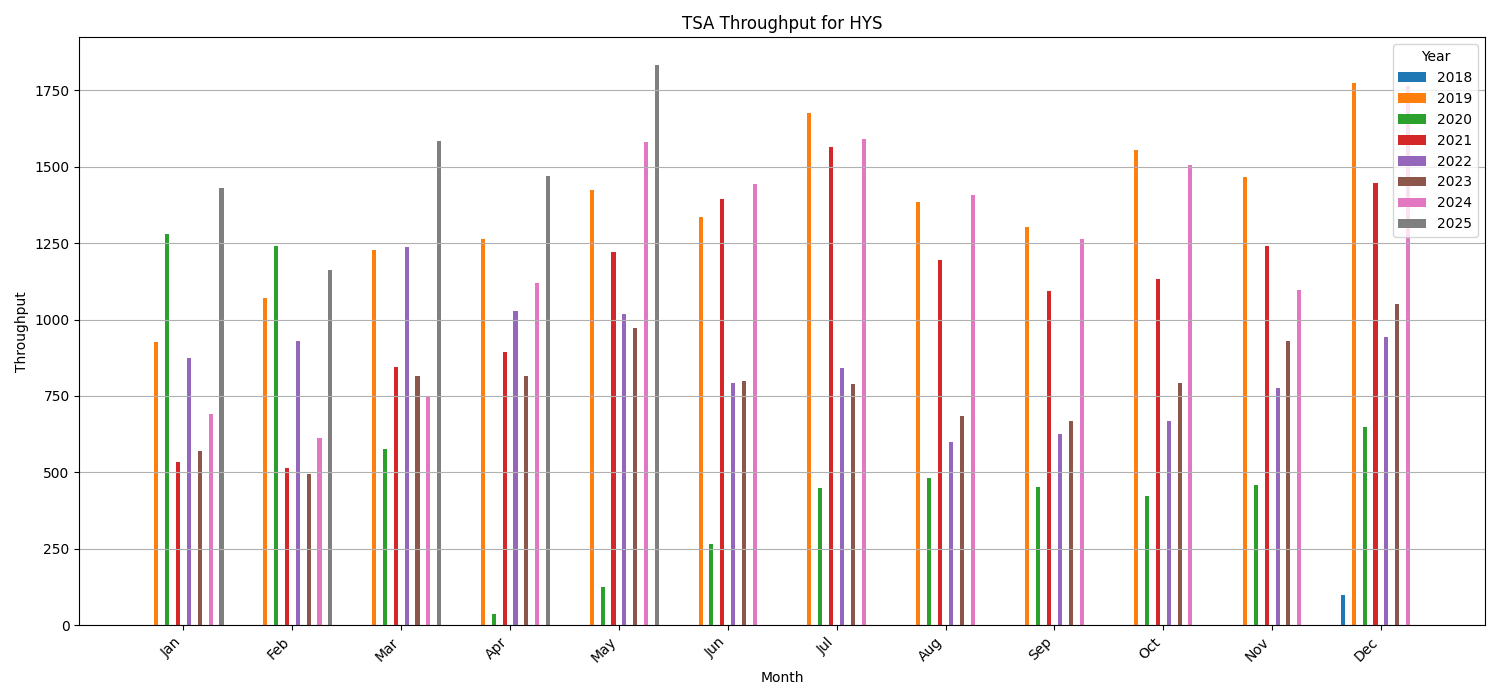 TSA Throughput for HYS
Year
2018
2019
2020
2021
2022
2023
2024
2025
Throughput
1750
1500
1250
1000
750
500
250
0
Jan
Feb
Mar
Apr
May
Jun
Jul
Aug
Sep
Oct
Nov
Dec
Month